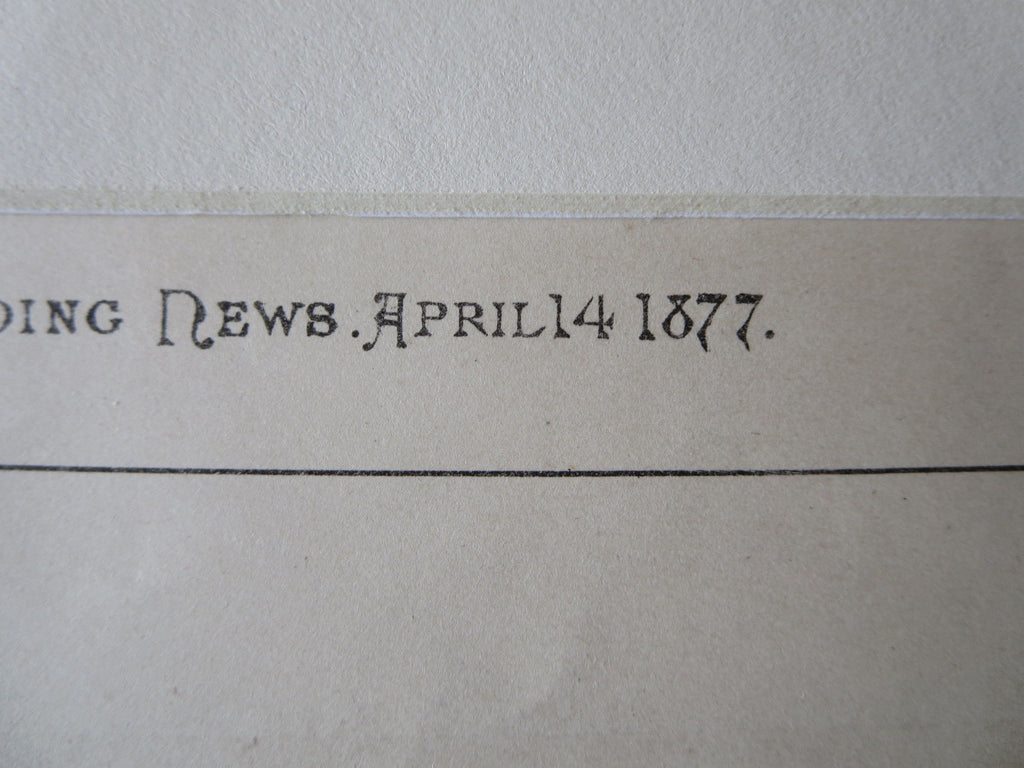 DING NEWS. APRIL 14 1877.